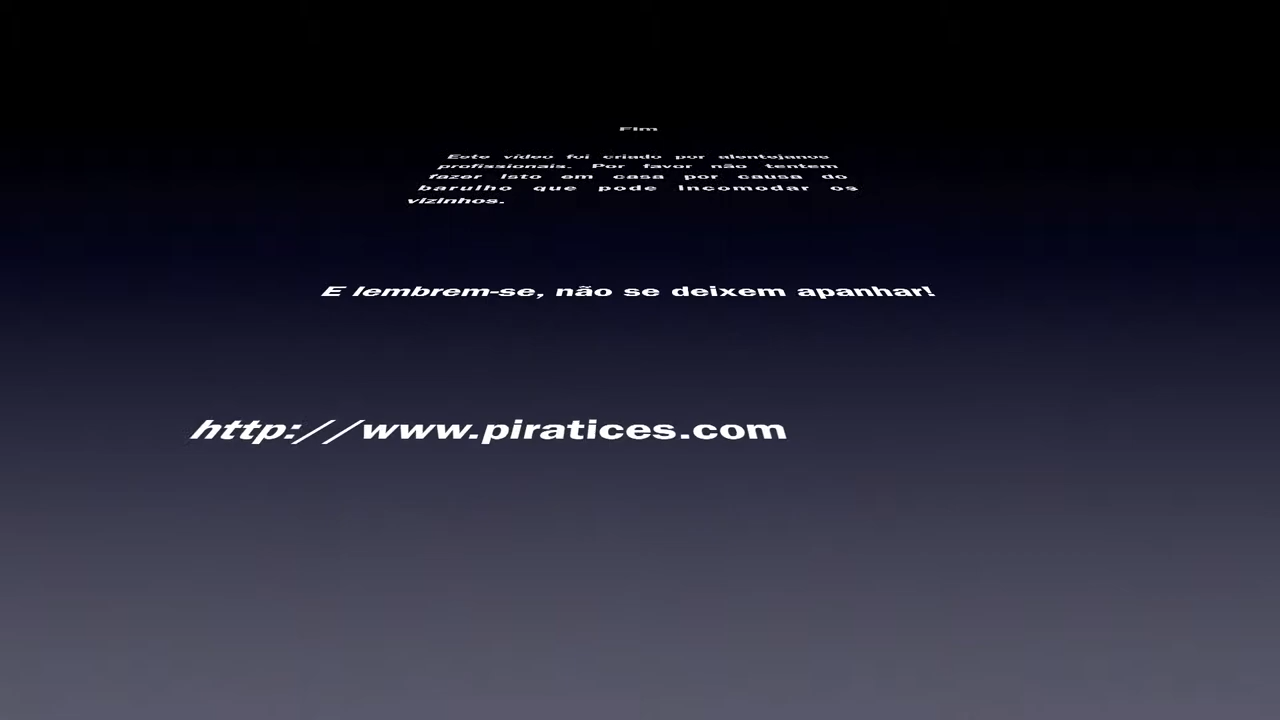 Fim
Este vídeo foi criado por alentejanos
profissionais. Por favor não tentem
fazer isto em casa por causa do
barulho que pode incomodar os
vizinhos.
E lembrem-se, não se deixem apanhar!
http://www.piratices.com